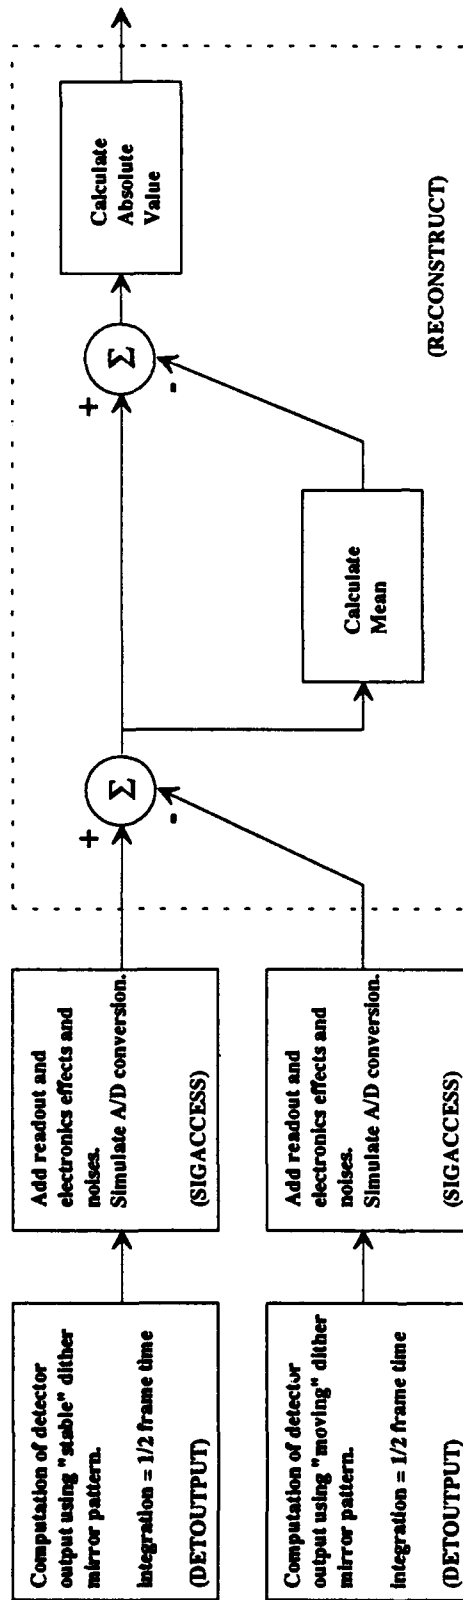 Computation of detector
output using "stable" dither
mirror pattern.
integration = 1/2 frame time
(DETOUTPUT)
Add readout and
electronics effects and
noises.
Simulate A/D conversion.
(SIGACCESS)
Computation of detector
output using "moving" dither
mirror pattern.
integration = 1/2 frame time
(DETOUTPUT)
Add readout and
electronics effects and
noises.
Simulate A/D conversion.
(SIGACCESS)
+
Σ
-
Calculate
Mean
+
Σ
-
Calculate
Absolute
Value
(RECONSTRUCT)